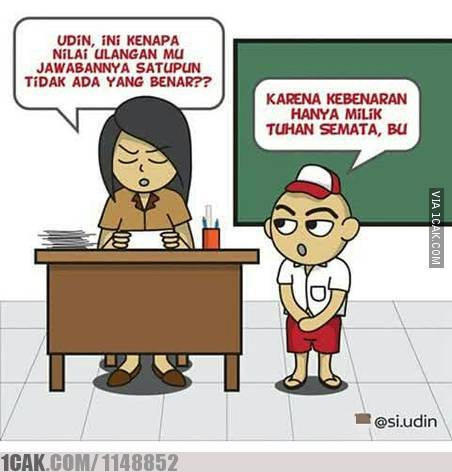 UDIN, INI KENAPA
NILAI ULANGAN MU
JAWABANNYA SATUPUN
TIDAK ADA YANG BENAR??
KARENA KEBENARAN
HANYA MILIK
TUHAN SEMATA, BU
VIA 1CAK.COM
@si.udin
1CAK.COM/1148852